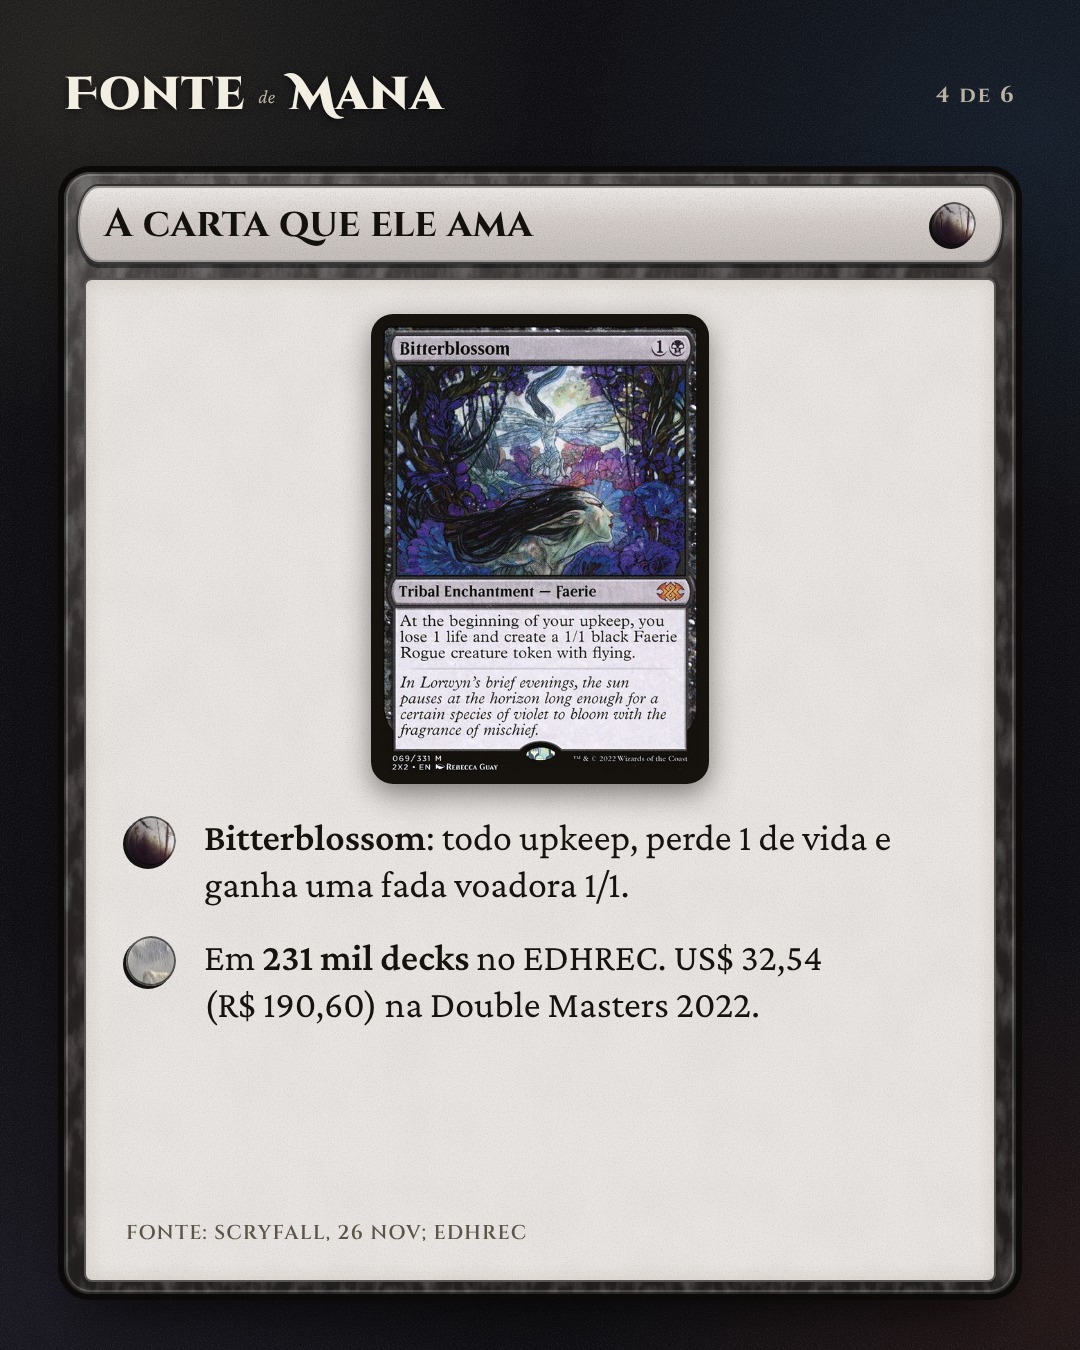 Fonte de Mana
4 de 6
A carta que ele ama
Bitterblossom 1
Tribal Enchantment — Faerie
At the beginning of your upkeep, you
lose 1 life and create a 1/1 black Faerie
Rogue creature token with flying.
In Lorwyn's brief evenings, the sun
pauses at the horizon long enough for a
certain species of violet to bloom with the
fragrance of mischief.
069/331 M
2X2 • EN Rebecca Guay
™ & © 2022 Wizards of the Coast
Bitterblossom: todo upkeep, perde 1 de vida e
ganha uma fada voadora 1/1.
Em 231 mil decks no EDHREC. US$ 32,54
(R$ 190,60) na Double Masters 2022.
Fonte: Scryfall, 26 nov; EDHREC